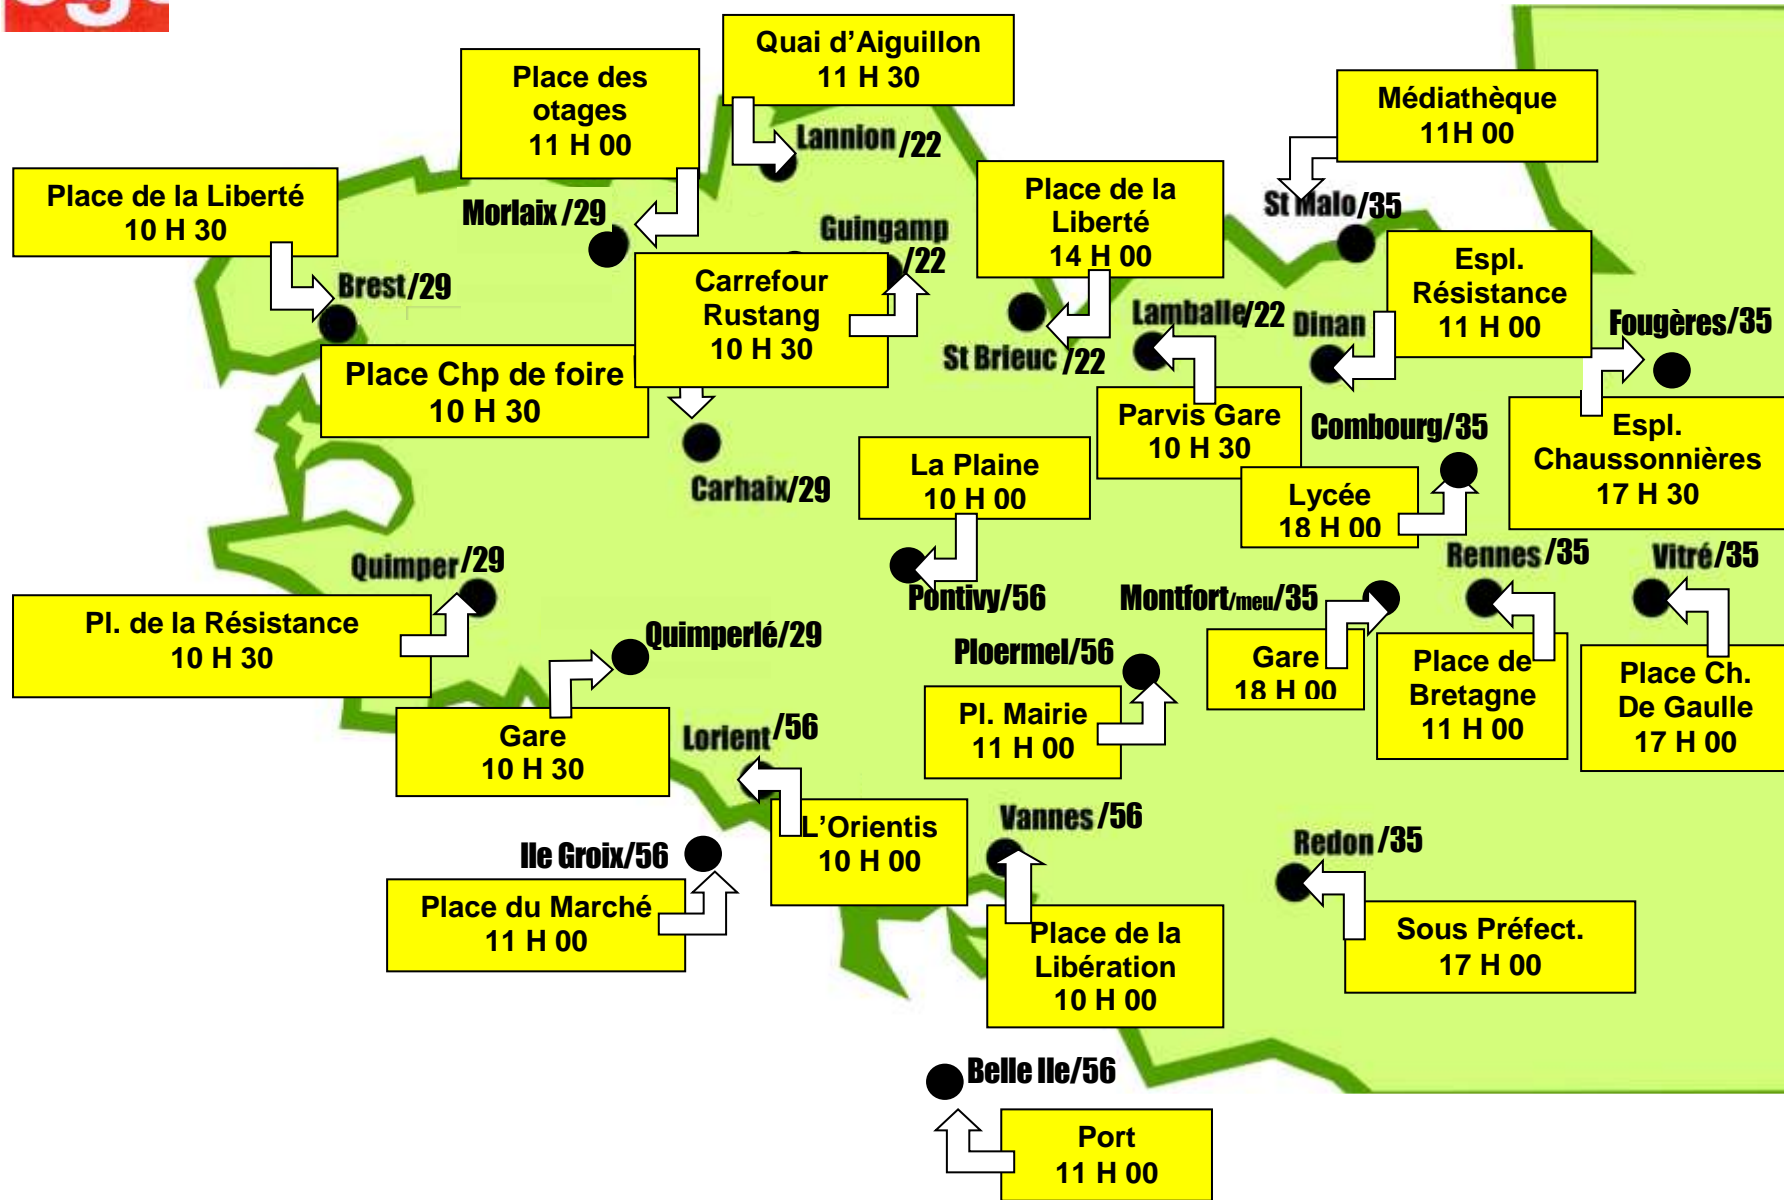 Quai d'Aiguillon
11 H 30
Place des
otages
11 H 00
Médiathèque
11H 00
Lannion /22
Place de la Liberté
10 H 30
Morlaix /29
Guingamp
/22
Place de la
Liberté
14 H 00
St Malo/35
Brest/29
Carrefour
Rustang
10 H 30
Espl.
Résistance
11 H 00
Lamballe/22
Dinan
Fougères/35
St Brieuc /22
Place Chp de foire
10 H 30
Parvis Gare
10 H 30
Combourg/35
Espl.
Chaussonnières
17 H 30
Carhaix/29
La Plaine
10 H 00
Lycée
18 H 00
Quimper/29
Pontivy/56
Montfort/meu/35
Rennes /35
Vitré/35
Pl. de la Résistance
10 H 30
Quimperlé/29
Ploermel/56
Gare
18 H 00
Place de
Bretagne
11 H 00
Place Ch.
De Gaulle
17 H 00
Gare
10 H 30
Lorient/56
Pl. Mairie
11 H 00
Ile Groix/56
L'Orientis
10 H 00
Vannes /56
Redon /35
Place du Marché
11 H 00
Place de la
Libération
10 H 00
Sous Préfect.
17 H 00
Belle Ile/56
Port
11 H 00